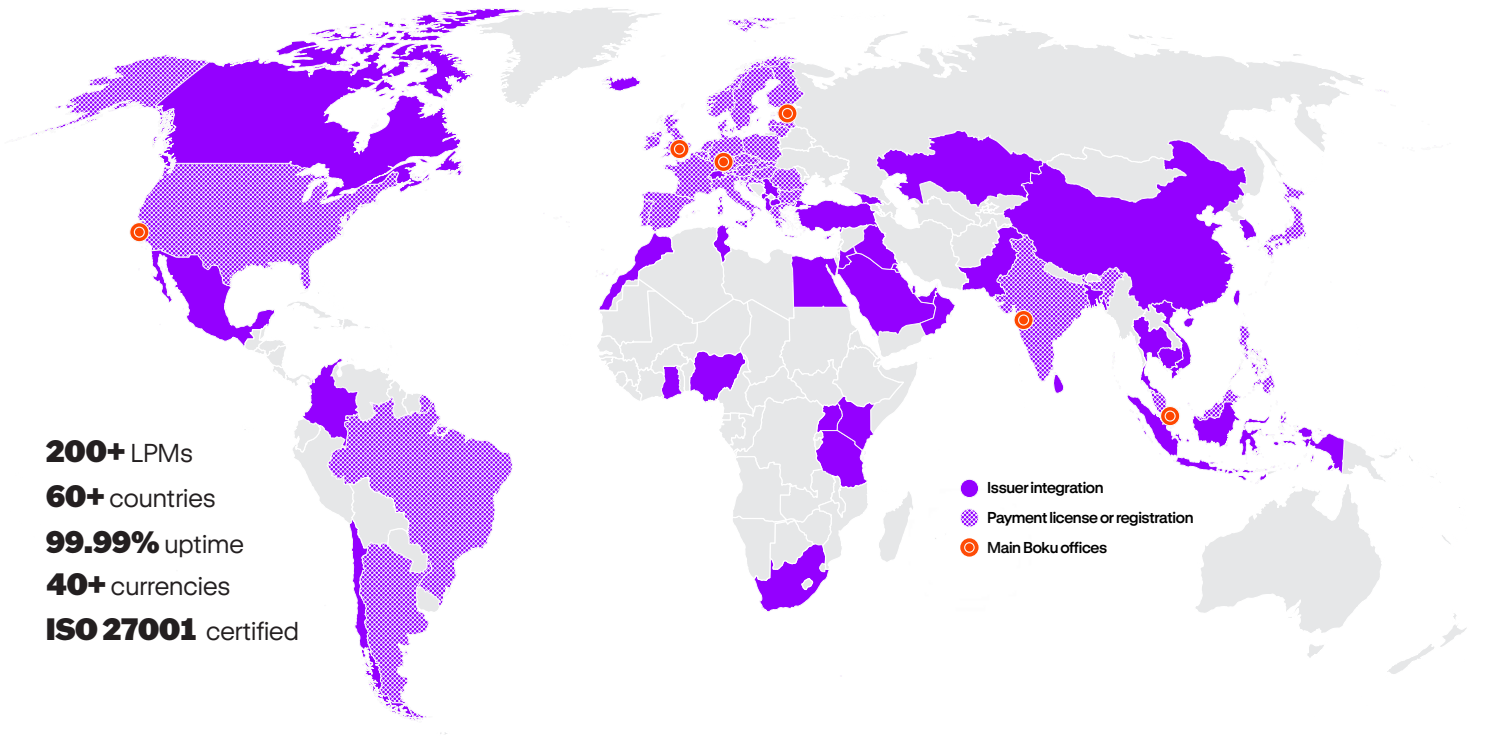 200+ LPMs
60+ countries
99.99% uptime
40+ currencies
ISO 27001 certified
Issuer integration
Payment license or registration
Main Boku offices